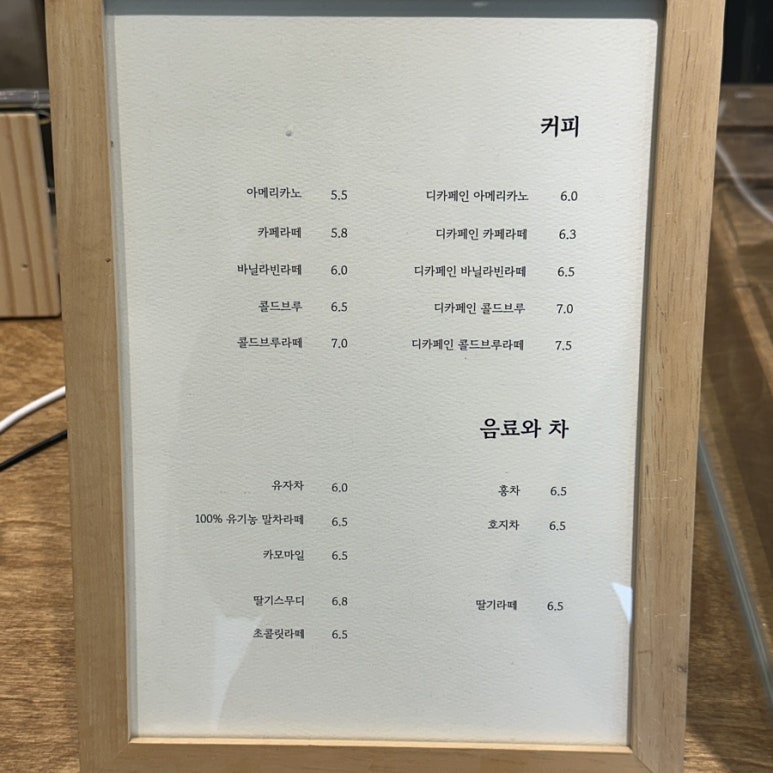 커피
아메리카노 5.5 디카페인 아메리카노 6.0
카페라떼 5.8 디카페인 카페라떼 6.3
바닐라빈라떼 6.0 디카페인 바닐라빈라떼 6.5
콜드브루 6.5 디카페인 콜드브루 7.0
콜드브루라떼 7.0 디카페인 콜드브루라떼 7.5
음료와 차
유자차 6.0 홍차 6.5
100% 유기농 말차라떼 6.5 호지차 6.5
카모마일 6.5
딸기스무디 6.8 딸기라떼 6.5
초콜릿라떼 6.5